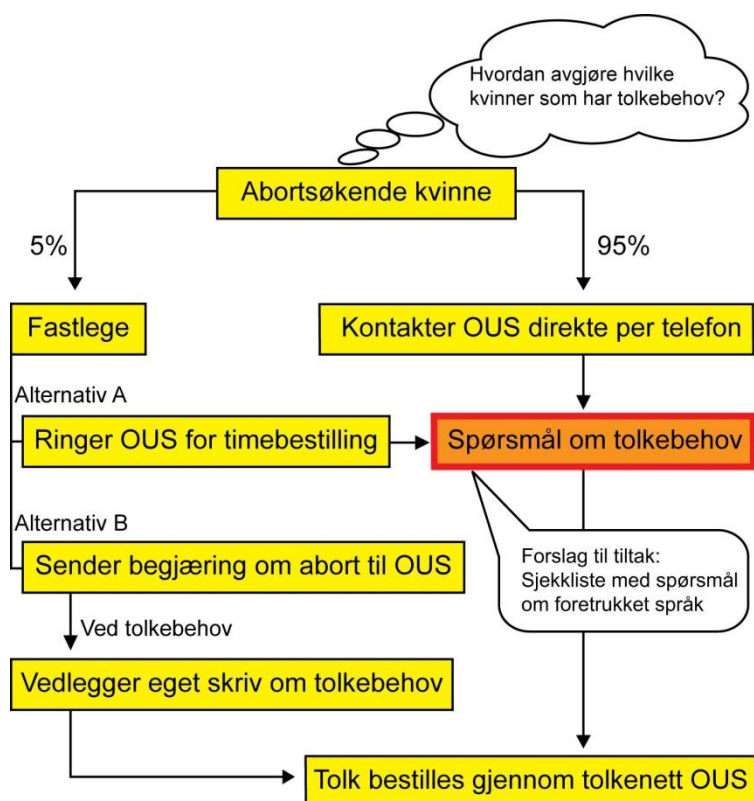 Hvordan avgjøre hvilke
kvinner som har tolkebehov?
Abortsøkende kvinne
5%
95%
Fastlege
Kontakter OUS direkte per telefon
Alternativ A
Ringer OUS for timebestilling
Spørsmål om tolkebehov
Alternativ B
Sender begjæring om abort til OUS
Forslag til tiltak:
Sjekkliste med spørsmål
om foretrukket språk
Ved tolkebehov
Vedlegger eget skriv om tolkebehov
Tolk bestilles gjennom tolkenett OUS